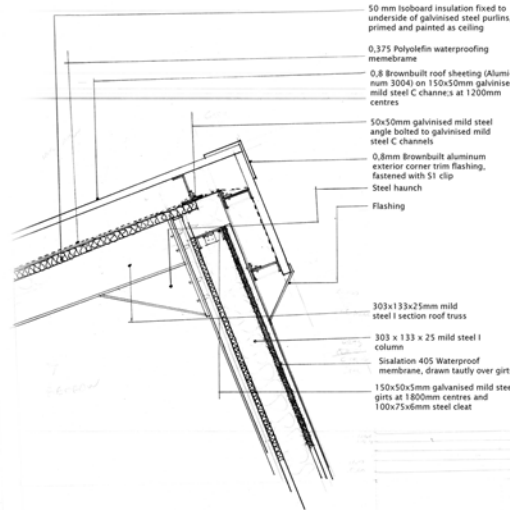 50 mm Isoboard insulation fixed to
underside of galvinised steel purlins
primed and painted as ceiling
0,375 Polyolefin waterproofing
memebrame
0,8 Brownbuilt roof sheeting (Alumi-
num 3004) on 150x50mm galvinise
mild steel C channe;s at 1200mm
centres
50x50mm galvinised mild steel
angle bolted to galvinised mild
steel C channels
0,8mm Brownbuilt aluminum
exterior corner trim flashing,
fastened with S1 clip
Steel haunch
Flashing
303x133x25mm mild
steel I section roof truss
303 x 133 x 25 mild steel I
column
Sisalation 405 Waterproof
membrane, drawn tautly over girt
150x50x5mm galvanised mild stee
girts at 1800mm centres and
100x75x6mm steel cleat